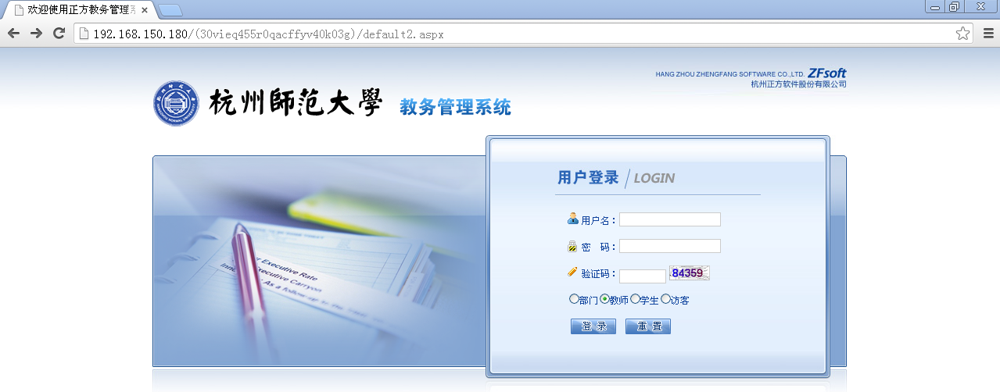 欢迎使用正方教务管理系
192.168.150.180/(30vieq455r0qacffyv40k03g)/default2.aspx
HANG ZHOU ZHENGFANG SOFTWARE CO.,LTD. ZFsoft
杭州正方软件股份有限公司
杭州師范大學 教务管理系统
用户登录 / LOGIN
用户名：
密 码：
验证码： 84359
部门 教师 学生 访客
登 录 重 置
Executive Rate
Executive Carryon
As a follow-up to the